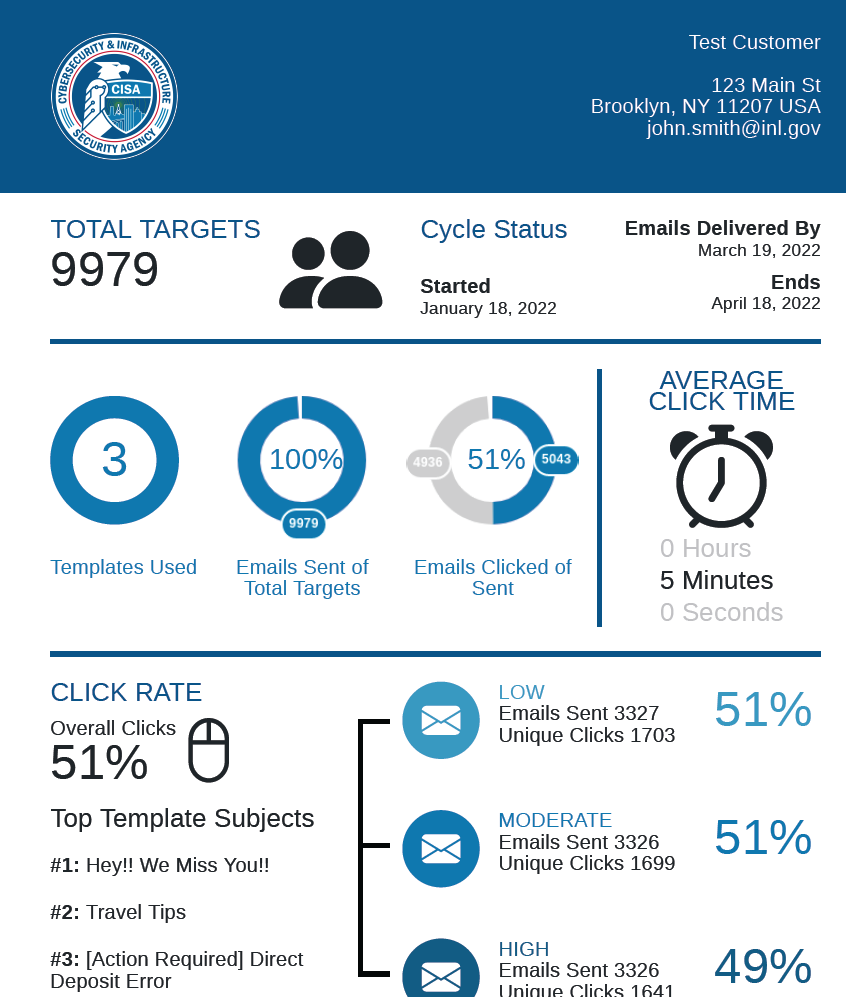 CYBERSECURITY & INFRASTRUCTURE
SECURITY AGENCY
CISA
Test Customer
123 Main St
Brooklyn, NY 11207 USA
john.smith@inl.gov
TOTAL TARGETS
9979
Cycle Status
Started
January 18, 2022
Emails Delivered By
March 19, 2022
Ends
April 18, 2022
3
Templates Used
100%
9979
Emails Sent of
Total Targets
4936
51%
5043
Emails Clicked of
Sent
AVERAGE
CLICK TIME
0 Hours
5 Minutes
0 Seconds
CLICK RATE
Overall Clicks
51%
Top Template Subjects
#1: Hey!! We Miss You!!
#2: Travel Tips
#3: [Action Required] Direct
Deposit Error
LOW
Emails Sent 3327
Unique Clicks 1703
51%
MODERATE
Emails Sent 3326
Unique Clicks 1699
51%
HIGH
Emails Sent 3326
Unique Clicks 1641
49%